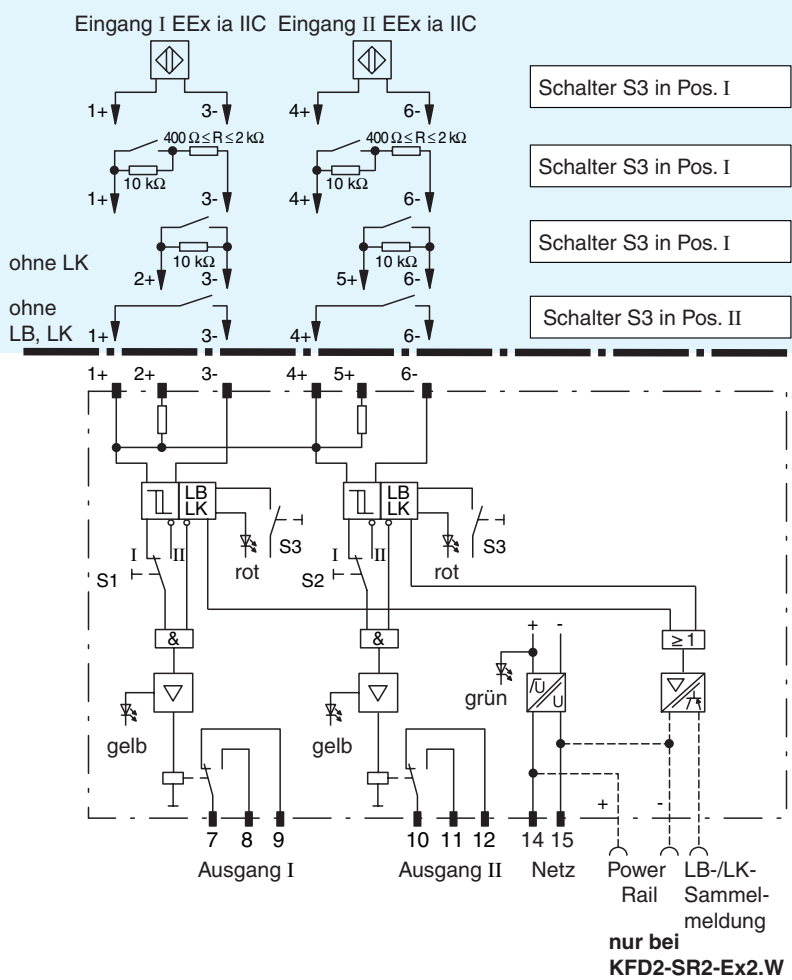 Eingang I EEx ia IIC Eingang II EEx ia IIC
Schalter S3 in Pos. I
1+ 3- 4+ 6-
400 Ω ≤ R ≤ 2 kΩ 400 Ω ≤ R ≤ 2 kΩ
Schalter S3 in Pos. I
10 kΩ 10 kΩ
1+ 3- 4+ 6-
Schalter S3 in Pos. I
ohne LK
10 kΩ 10 kΩ
2+ 3- 5+ 6-
ohne
LB, LK
Schalter S3 in Pos. II
1+ 3- 4+ 6-
1+ 2+ 3- 4+ 5+ 6-
LB LB
LK LK
I II S3 I II S3
S1 rot S2 rot
& & + - ≥ 1
grün
U
U
gelb gelb
+ -
7 8 9 10 11 12 14 15
Ausgang I Ausgang II Netz Power LB-/LK-
Rail Sammel-
meldung
nur bei
KFD2-SR2-Ex2.W